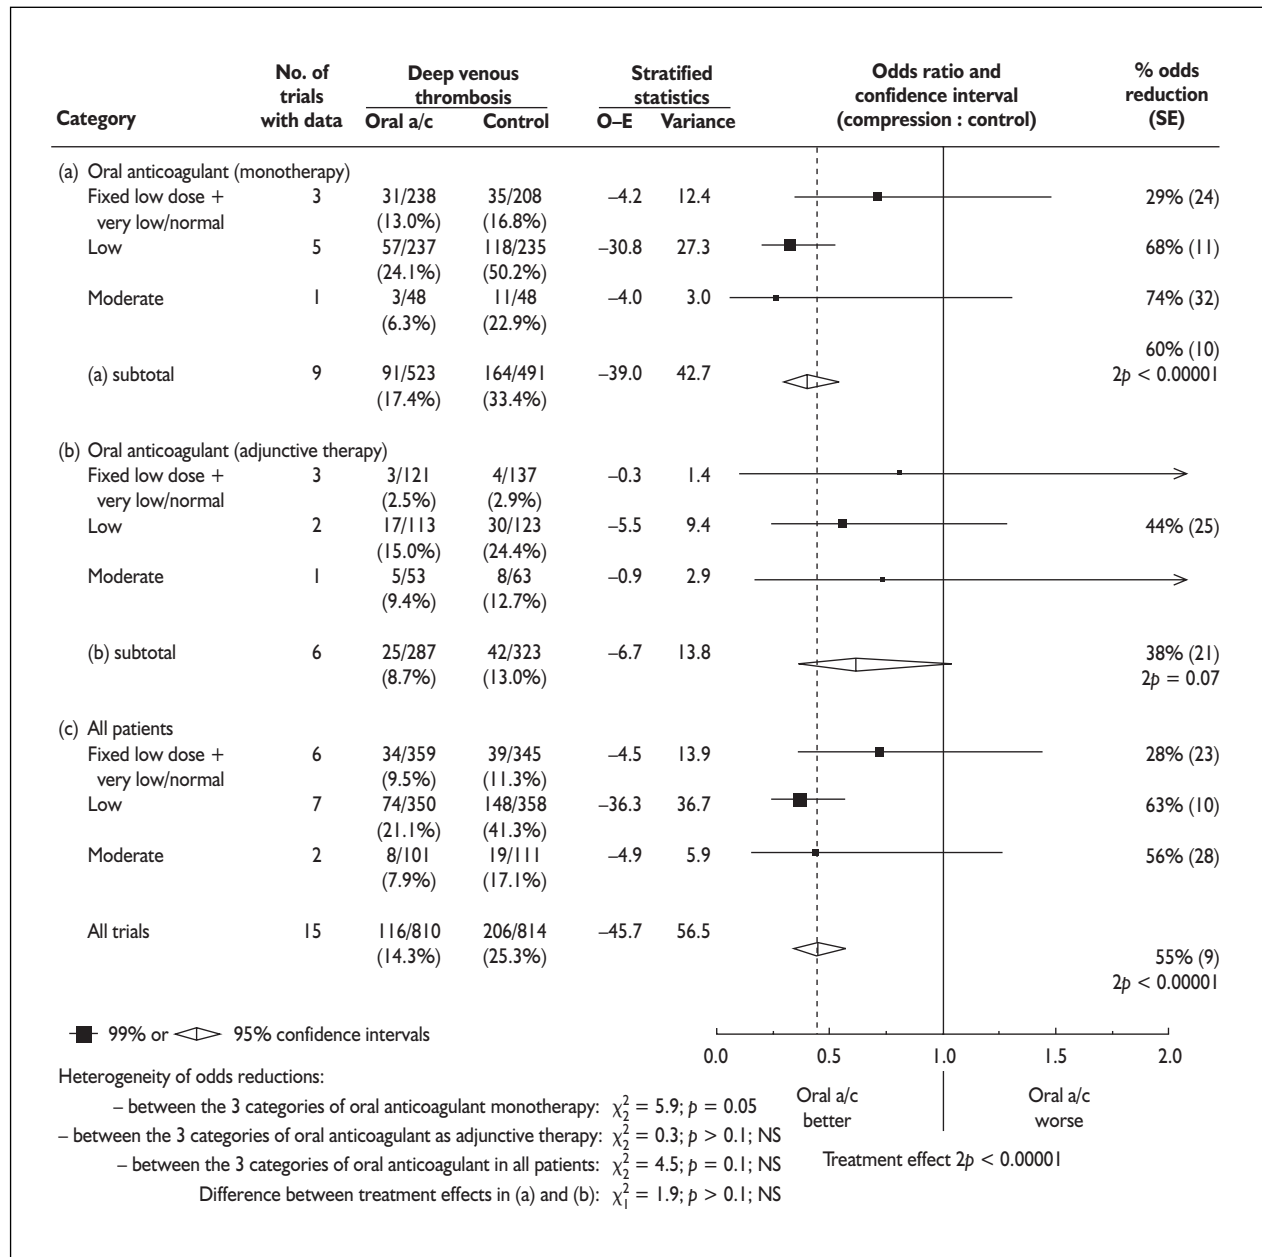 No. of Deep venous Stratified Odds ratio and % odds
trials thrombosis statistics confidence interval reduction
Category with data Oral a/c Control O–E Variance (compression : control) (SE)
(a) Oral anticoagulant (monotherapy)
Fixed low dose + 3 31/238 35/208 –4.2 12.4 29% (24)
very low/normal (13.0%) (16.8%)
Low 5 57/237 118/235 –30.8 27.3 68% (11)
(24.1%) (50.2%)
Moderate 1 3/48 11/48 –4.0 3.0 74% (32)
(6.3%) (22.9%)
60% (10)
(a) subtotal 9 91/523 164/491 –39.0 42.7 2p < 0.00001
(17.4%) (33.4%)
(b) Oral anticoagulant (adjunctive therapy)
Fixed low dose + 3 3/121 4/137 –0.3 1.4
very low/normal (2.5%) (2.9%)
Low 2 17/113 30/123 –5.5 9.4 44% (25)
(15.0%) (24.4%)
Moderate 1 5/53 8/63 –0.9 2.9
(9.4%) (12.7%)
(b) subtotal 6 25/287 42/323 –6.7 13.8 38% (21)
(8.7%) (13.0%) 2p = 0.07
(c) All patients
Fixed low dose + 6 34/359 39/345 –4.5 13.9 28% (23)
very low/normal (9.5%) (11.3%)
Low 7 74/350 148/358 –36.3 36.7 63% (10)
(21.1%) (41.3%)
Moderate 2 8/101 19/111 –4.9 5.9 56% (28)
(7.9%) (17.1%)
All trials 15 116/810 206/814 –45.7 56.5
(14.3%) (25.3%) 55% (9)
2p < 0.00001
99% or 95% confidence intervals
0.0 0.5 1.0 1.5 2.0
Heterogeneity of odds reductions:
– between the 3 categories of oral anticoagulant monotherapy: χ²₂ = 5.9; p = 0.05 Oral a/c Oral a/c
– between the 3 categories of oral anticoagulant as adjunctive therapy: χ²₂ = 0.3; p > 0.1; NS better worse
– between the 3 categories of oral anticoagulant in all patients: χ²₂ = 4.5; p = 0.1; NS Treatment effect 2p < 0.00001
Difference between treatment effects in (a) and (b): χ²₁ = 1.9; p > 0.1; NS